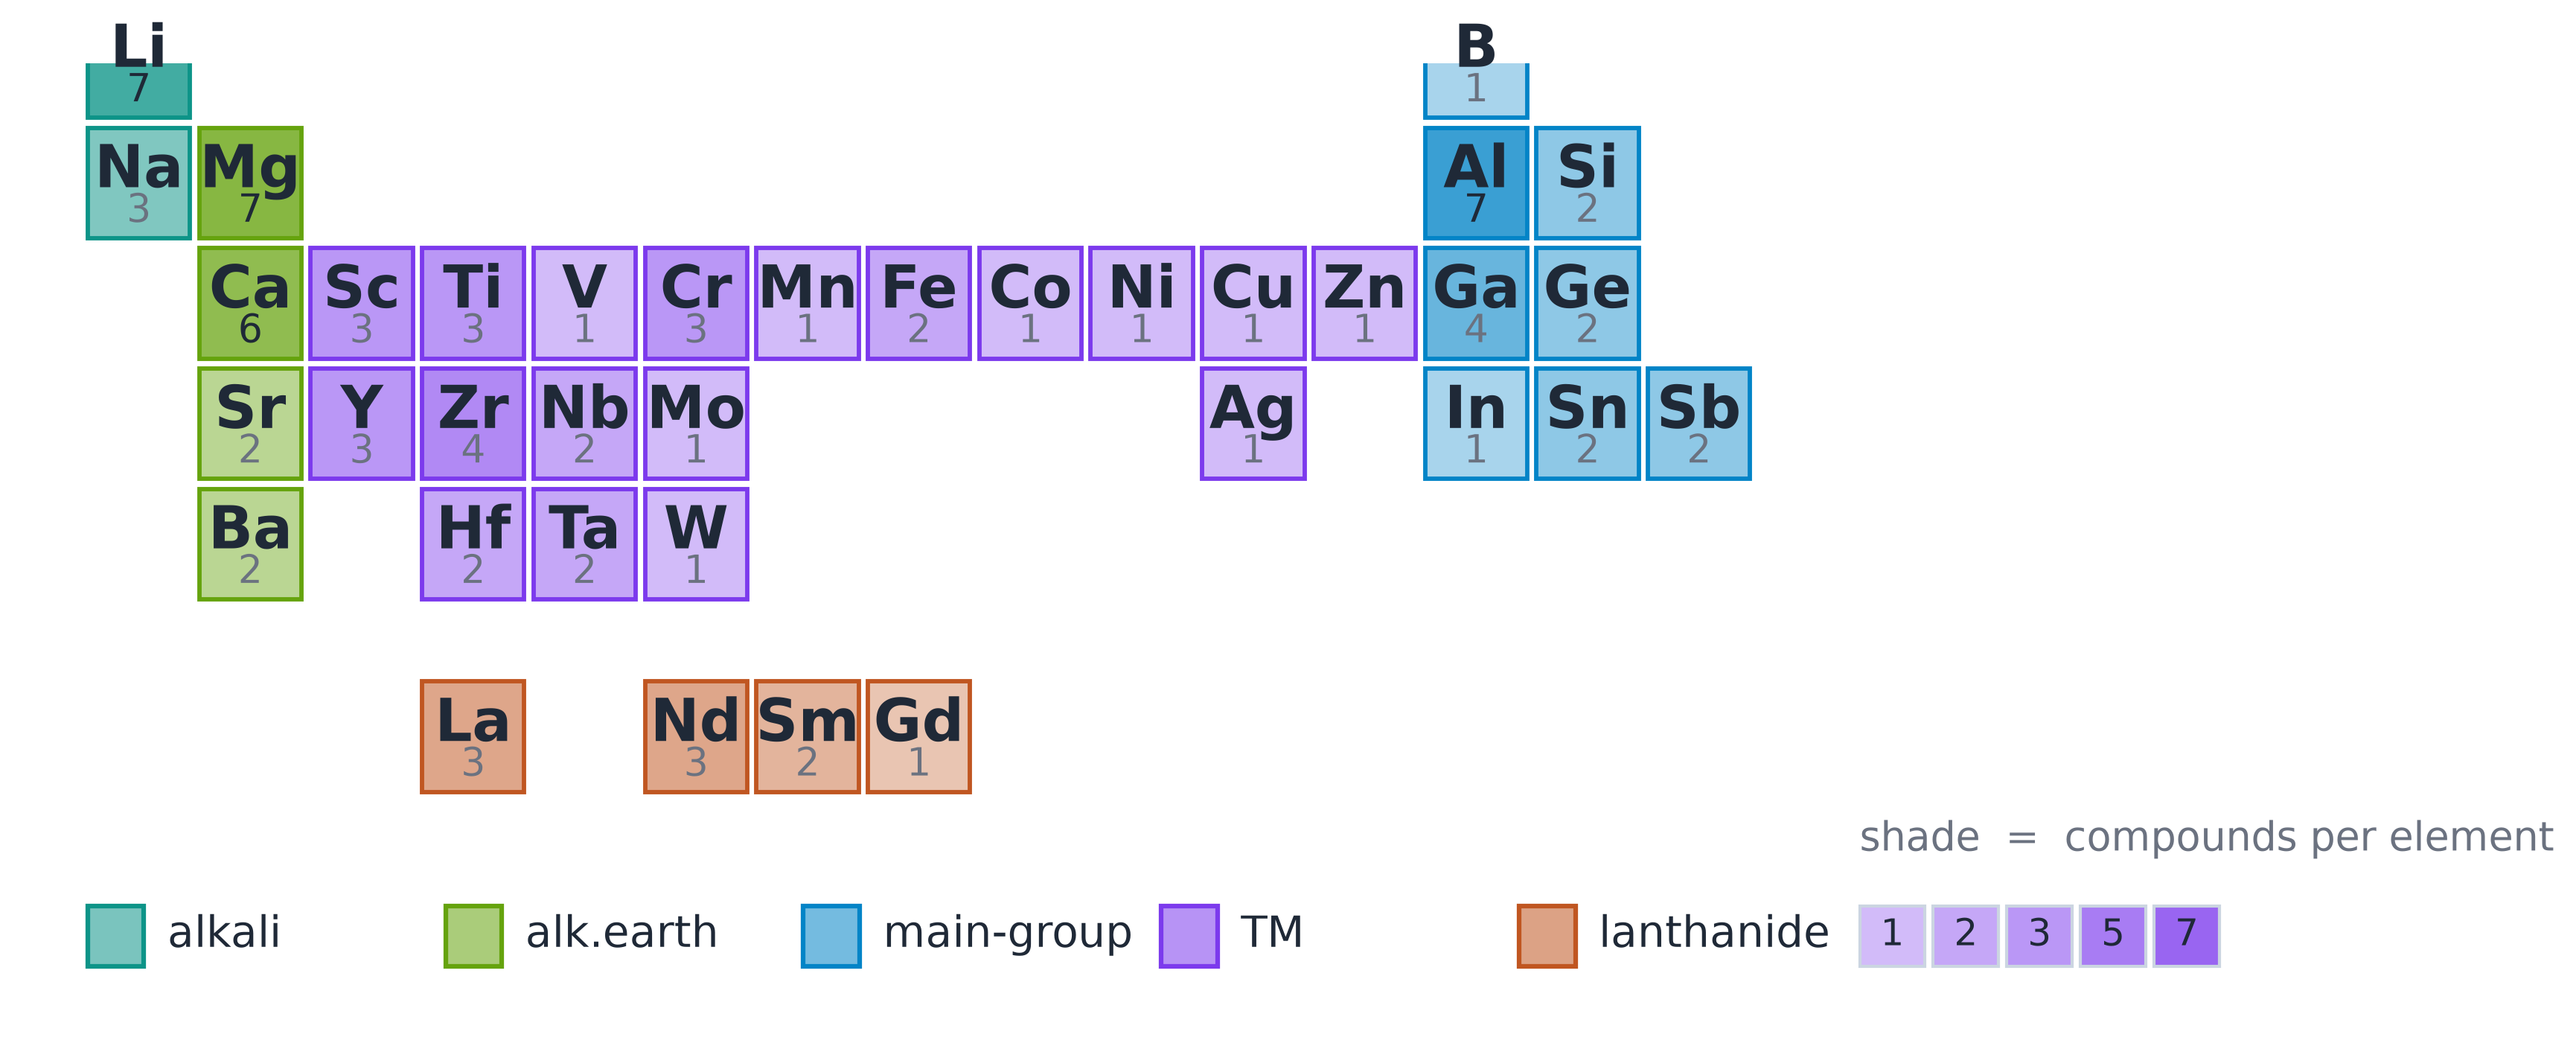 Li B
7 1
Na Mg Al Si
3 7 7 2
Ca Sc Ti V Cr Mn Fe Co Ni Cu Zn Ga Ge
6 3 3 1 3 1 2 1 1 1 1 4 2
Sr Y Zr Nb Mo Ag In Sn Sb
2 3 4 2 1 1 1 2 2
Ba Hf Ta W
2 2 2 1
La Nd Sm Gd
3 3 2 1
shade = compounds per element
alkali alk.earth main-group TM lanthanide 1 2 3 5 7